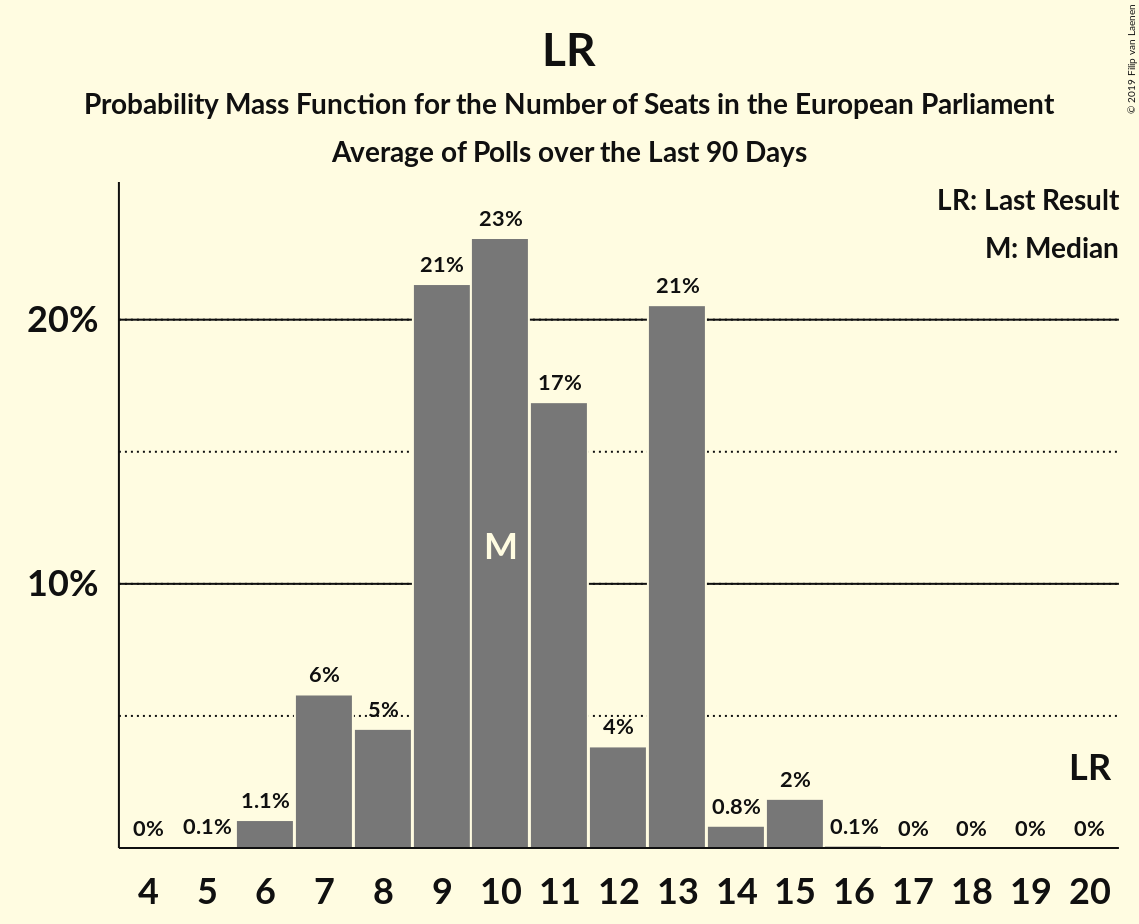 LR
Probability Mass Function for the Number of Seats in the European Parliament
Average of Polls over the Last 90 Days
© 2019 Filip van Laenen
LR: Last Result
M: Median
20%
10%
0%
0.1%
1.1%
6%
5%
21%
23%
17%
4%
21%
0.8%
2%
0.1%
0%
0%
0%
0%
M
LR
4 5 6 7 8 9 10 11 12 13 14 15 16 17 18 19 20